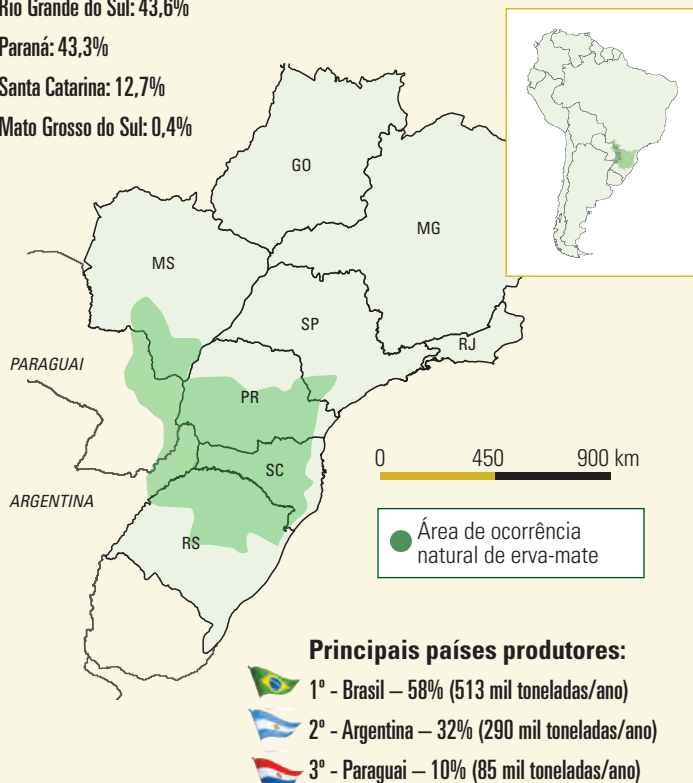 Rio Grande do Sul: 43,6%
Paraná: 43,3%
Santa Catarina: 12,7%
Mato Grosso do Sul: 0,4%
GO
MG
MS
SP
RJ
PARAGUAI
PR
SC
ARGENTINA
RS
0 450 900 km
Área de ocorrência
natural de erva-mate
Principais países produtores:
1º - Brasil – 58% (513 mil toneladas/ano)
2º - Argentina – 32% (290 mil toneladas/ano)
3º - Paraguai – 10% (85 mil toneladas/ano)